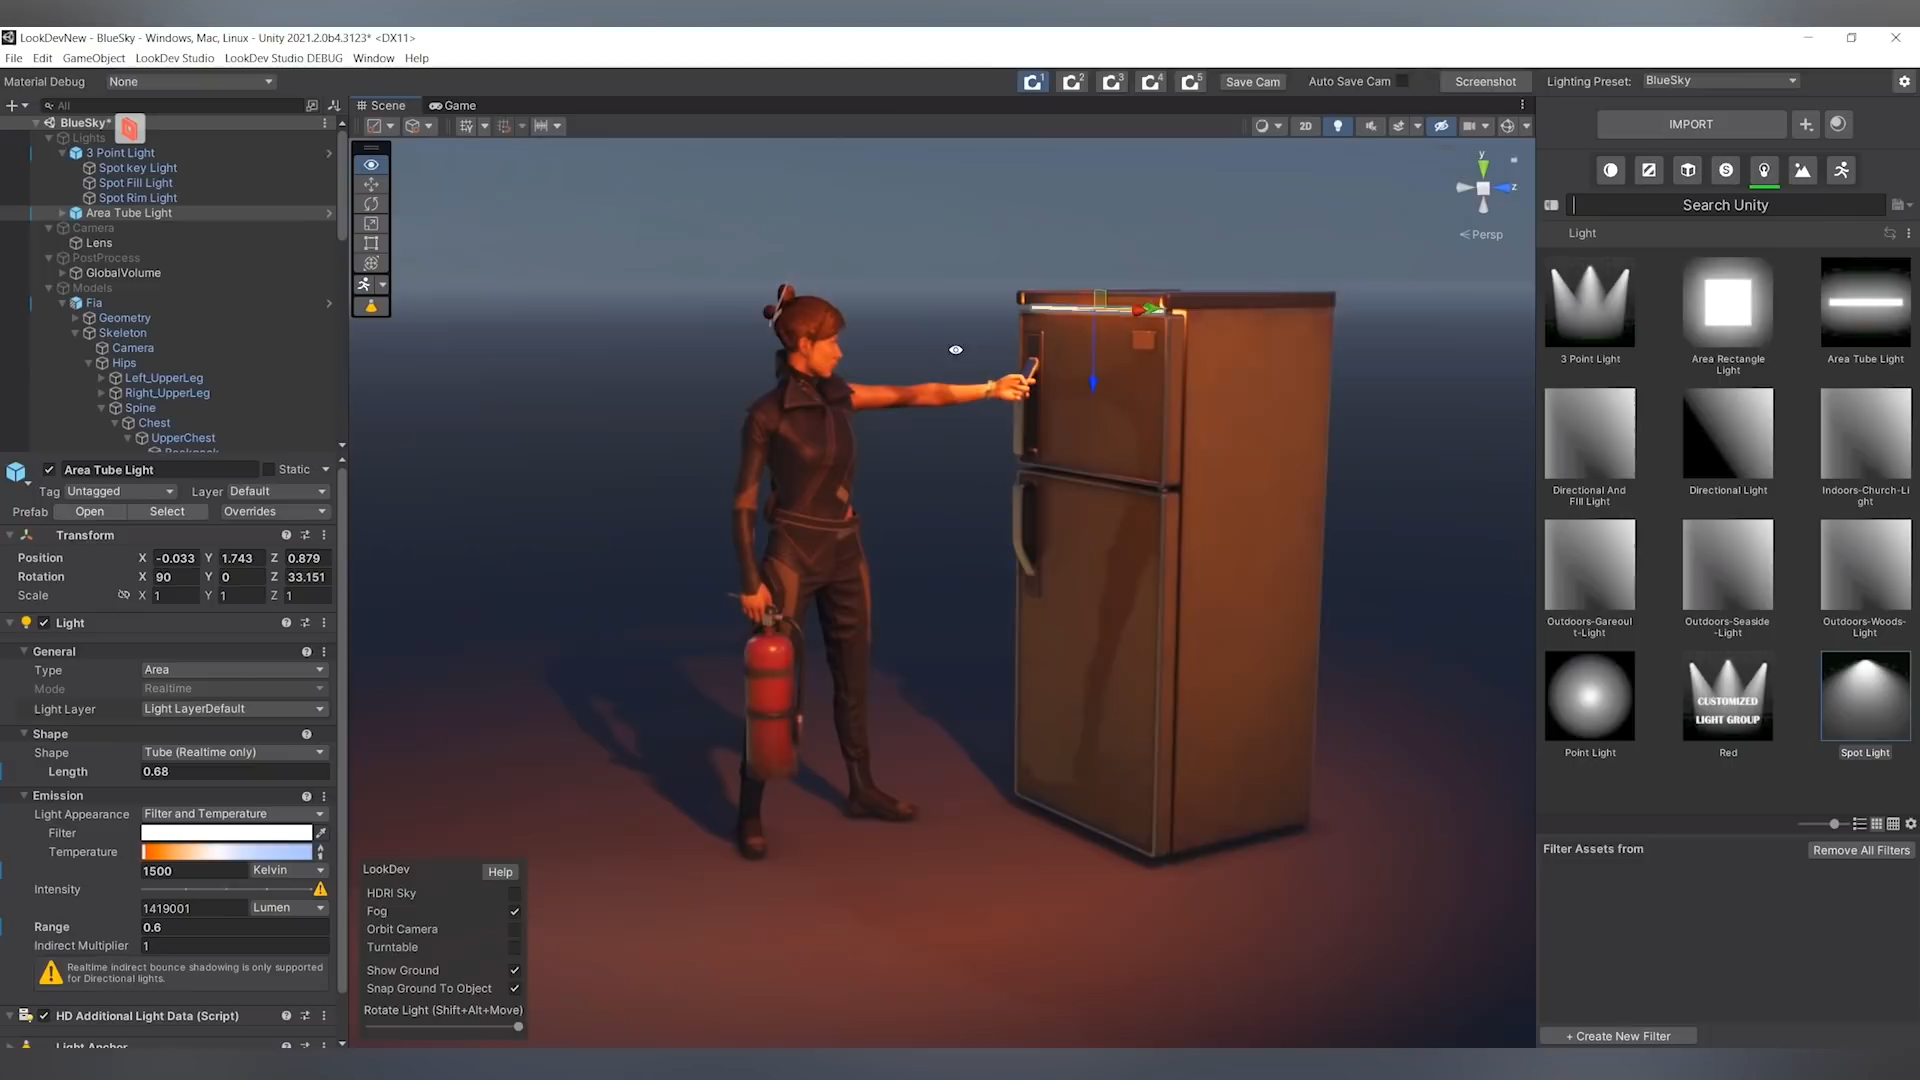 LookDevNew - BlueSky - Windows, Mac, Linux - Unity 2021.2.0b4.3123* <DX11>
File Edit GameObject LookDev Studio LookDev Studio DEBUG Window Help
Material Debug None
1 2 3 4 5 Save Cam Auto Save Cam Screenshot Lighting Preset: BlueSky
All
Scene Game
BlueSky*
2D
IMPORT
Lights
3 Point Light
Spot key Light
Spot Fill Light
Spot Rim Light
Area Tube Light
Camera
Lens
PostProcess
GlobalVolume
Models
Fia
Geometry
Skeleton
Camera
Hips
Left_UpperLeg
Right_UpperLeg
Spine
Chest
UpperChest
y
z
Persp
Search Unity
Light
3 Point Light
Area Rectangle Light
Area Tube Light
Directional And Fill Light
Directional Light
Indoors-Church-Light
Outdoors-Gareoult-Light
Outdoors-Seaside-Light
Outdoors-Woods-Light
CUSTOMIZED
LIGHT GROUP
Point Light
Red
Spot Light
Filter Assets from
Remove All Filters
+ Create New Filter
Area Tube Light Static
Tag Untagged Layer Default
Prefab Open Select Overrides
Transform
Position X -0.033 Y 1.743 Z 0.879
Rotation X 90 Y 0 Z 33.151
Scale X 1 Y 1 Z 1
Light
General
Type Area
Mode Realtime
Light Layer Light LayerDefault
Shape
Shape Tube (Realtime only)
Length 0.68
Emission
Light Appearance Filter and Temperature
Filter
Temperature
1500 Kelvin
Intensity
1419001 Lumen
Range 0.6
Indirect Multiplier 1
Realtime indirect bounce shadowing is only supported
for Directional lights.
HD Additional Light Data (Script)
Light Anchor
LookDev Help
HDRI Sky
Fog
Orbit Camera
Turntable
Show Ground
Snap Ground To Object
Rotate Light (Shift+Alt+Move)